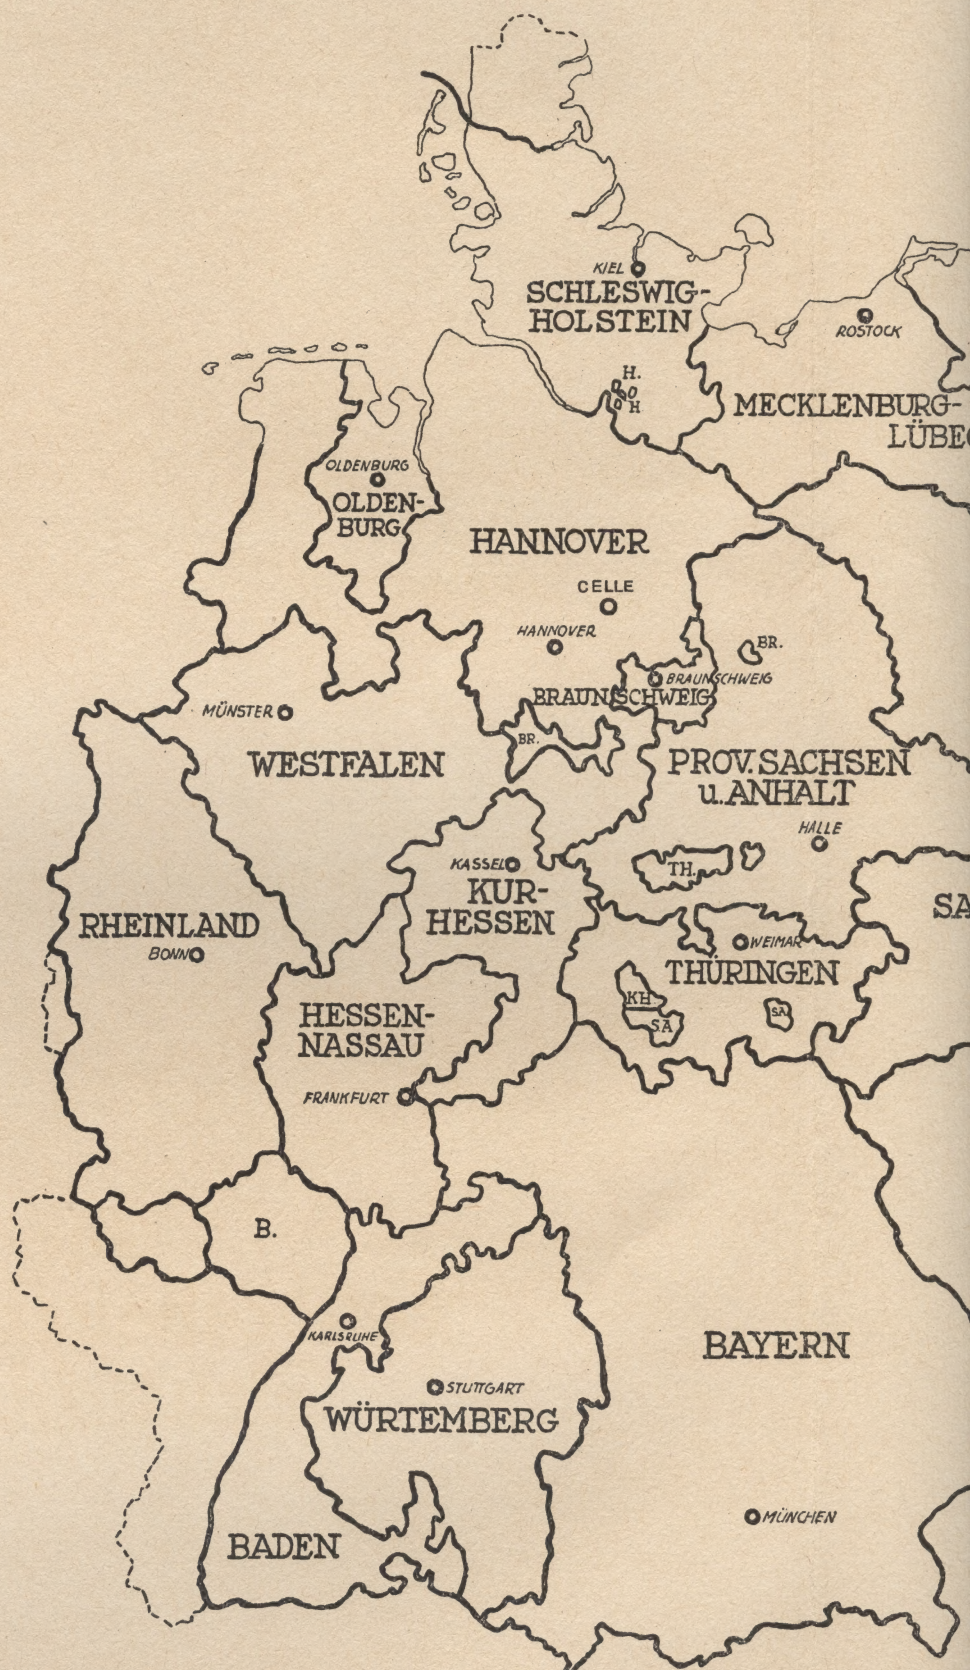 KIEL
SCHLESWIG-
HOLSTEIN
ROSTOCK
H.
H
MECKLENBURG-
LÜBE
OLDENBURG
OLDEN-
BURG
HANNOVER
CELLE
HANNOVER
BR.
BRAUNSCHWEIG
BRAUNSCHWEIG
MÜNSTER
BR.
WESTFALEN
PROV. SACHSEN
u. ANHALT
HALLE
KASSEL
TH.
KUR-
HESSEN
SA
RHEINLAND
BONN
WEIMAR
THÜRINGEN
KH
SA
SA
HESSEN-
NASSAU
FRANKFURT
B.
KARLSRUHE
BAYERN
STUTTGART
WÜRTEMBERG
MÜNCHEN
BADEN